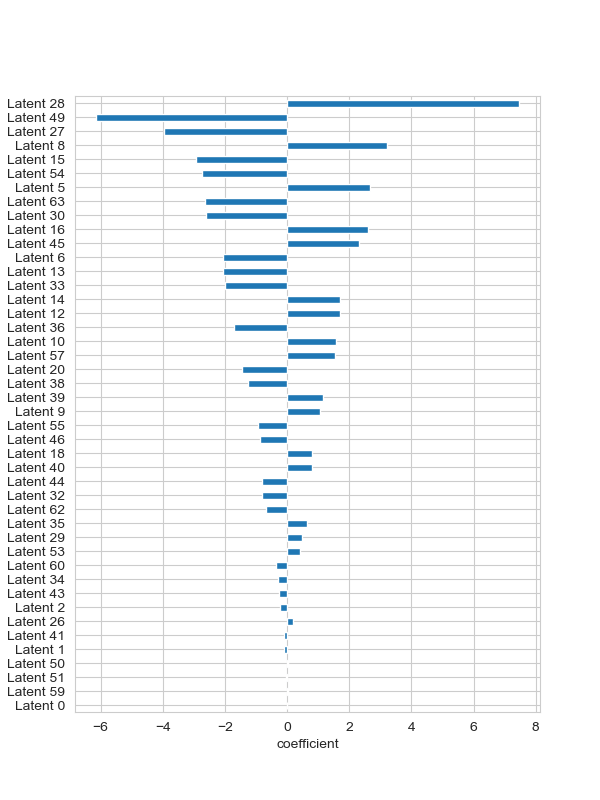 Latent 28
Latent 49
Latent 27
Latent 8
Latent 15
Latent 54
Latent 5
Latent 63
Latent 30
Latent 16
Latent 45
Latent 6
Latent 13
Latent 33
Latent 14
Latent 12
Latent 36
Latent 10
Latent 57
Latent 20
Latent 38
Latent 39
Latent 9
Latent 55
Latent 46
Latent 18
Latent 40
Latent 44
Latent 32
Latent 62
Latent 35
Latent 29
Latent 53
Latent 60
Latent 34
Latent 43
Latent 2
Latent 26
Latent 41
Latent 1
Latent 50
Latent 51
Latent 59
Latent 0
−6 −4 −2 0 2 4 6 8
coefficient